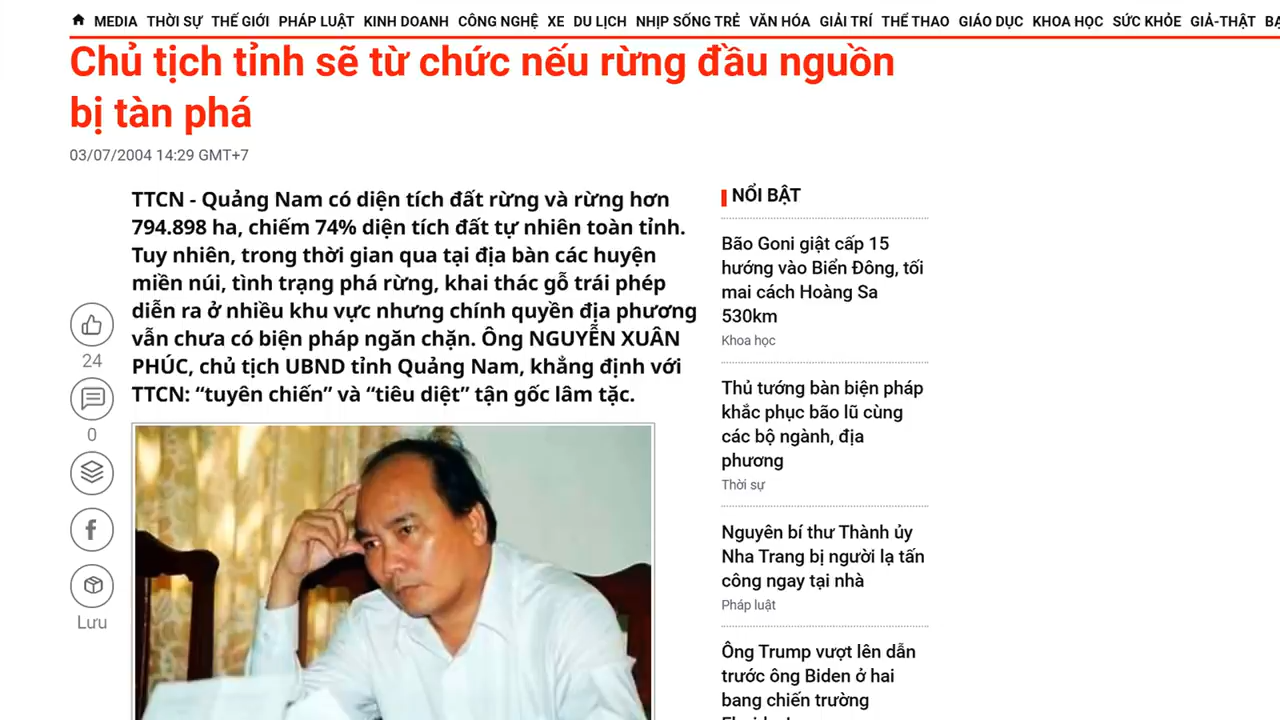 MEDIA THỜI SỰ THẾ GIỚI PHÁP LUẬT KINH DOANH CÔNG NGHỆ XE DU LỊCH NHỊP SỐNG TRẺ VĂN HÓA GIẢI TRÍ THỂ THAO GIÁO DỤC KHOA HỌC SỨC KHỎE GIẢ-THẬT
Chủ tịch tỉnh sẽ từ chức nếu rừng đầu nguồn
bị tàn phá
03/07/2004 14:29 GMT+7
TTCN - Quảng Nam có diện tích đất rừng và rừng hơn
794.898 ha, chiếm 74% diện tích đất tự nhiên toàn tỉnh.
Tuy nhiên, trong thời gian qua tại địa bàn các huyện
miền núi, tình trạng phá rừng, khai thác gỗ trái phép
diễn ra ở nhiều khu vực nhưng chính quyền địa phương
vẫn chưa có biện pháp ngăn chặn. Ông NGUYỄN XUÂN
PHÚC, chủ tịch UBND tỉnh Quảng Nam, khẳng định với
TTCN: “tuyên chiến” và “tiêu diệt” tận gốc lâm tặc.
24
0
f
Lưu
NỔI BẬT
Bão Goni giật cấp 15
hướng vào Biển Đông, tối
mai cách Hoàng Sa
530km
Khoa học
Thủ tướng bàn biện pháp
khắc phục bão lũ cùng
các bộ ngành, địa
phương
Thời sự
Nguyên bí thư Thành ủy
Nha Trang bị người lạ tấn
công ngay tại nhà
Pháp luật
Ông Trump vượt lên dẫn
trước ông Biden ở hai
bang chiến trường